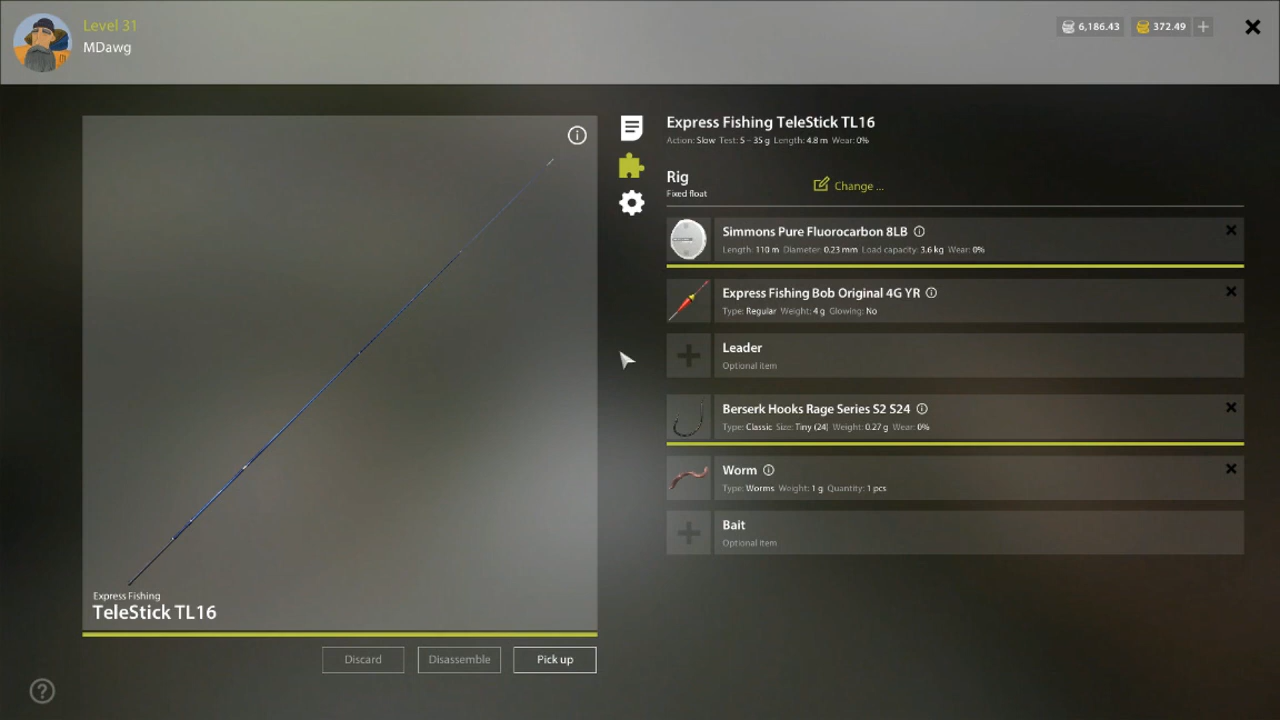 Level 31
MDawg
6,186.43
372.49
Express Fishing TeleStick TL16
Action: Slow Test: 5 – 35 g Length: 4.8 m Wear: 0%
Rig
Fixed float
Change ...
Simmons Pure Fluorocarbon 8LB
Length: 110 m Diameter: 0.23 mm Load capacity: 3.6 kg Wear: 0%
Express Fishing Bob Original 4G YR
Type: Regular Weight: 4 g Glowing: No
Leader
Optional item
Berserk Hooks Rage Series S2 S24
Type: Classic Size: Tiny (24) Weight: 0.27 g Wear: 0%
Worm
Type: Worms Weight: 1 g Quantity: 1 pcs
Bait
Optional item
Express Fishing
TeleStick TL16
Discard
Disassemble
Pick up